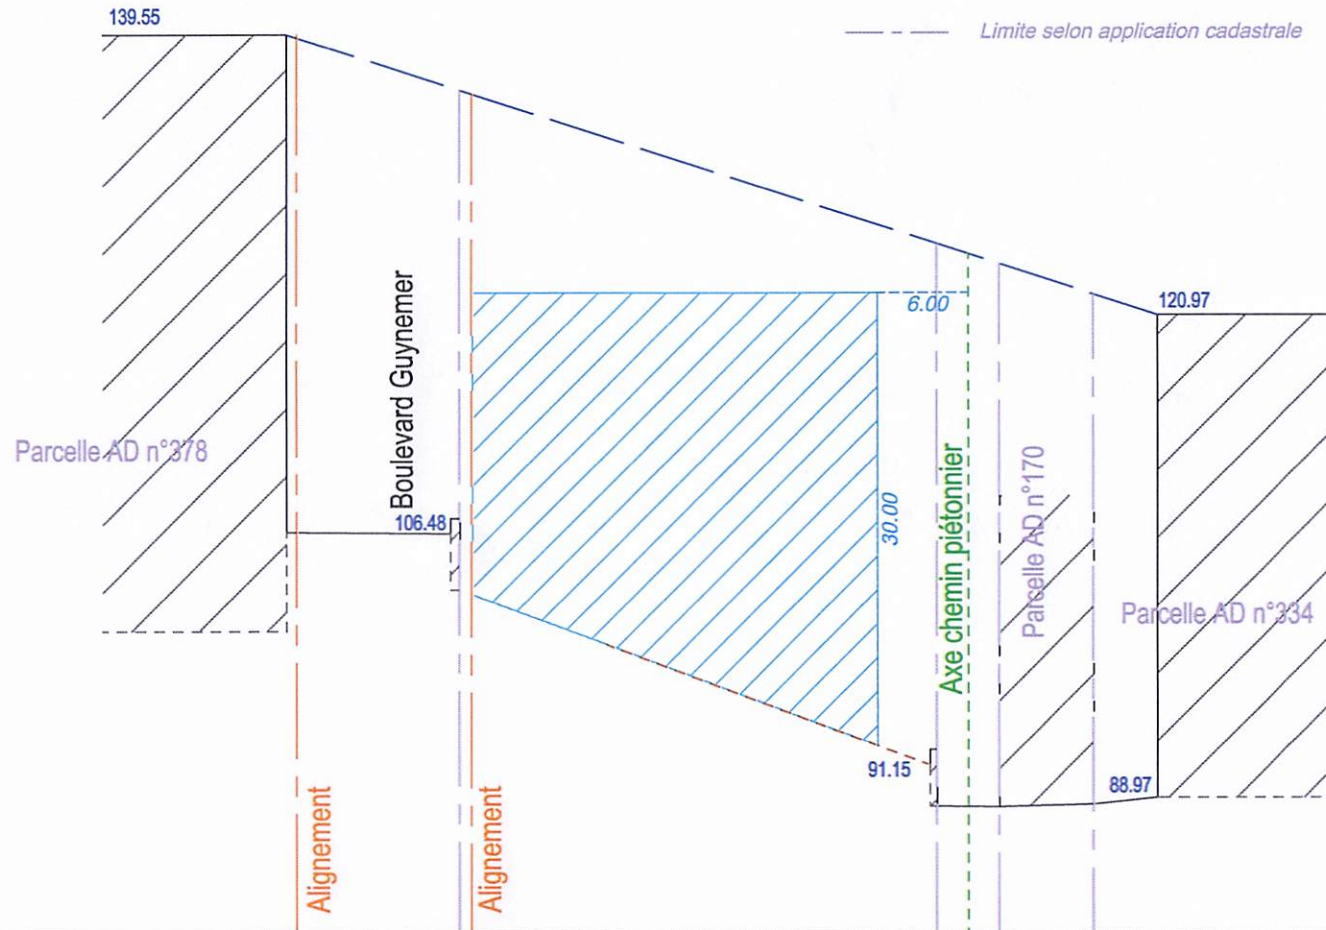 139.55
Limite selon application cadastrale
120.97
6.00
Boulevard Guynemer
Parcelle AD n°378
106.48
30.00
Axe chemin piétonnier
Parcelle AD n°170
Parcelle AD n°334
91.15
88.97
Alignement
Alignement